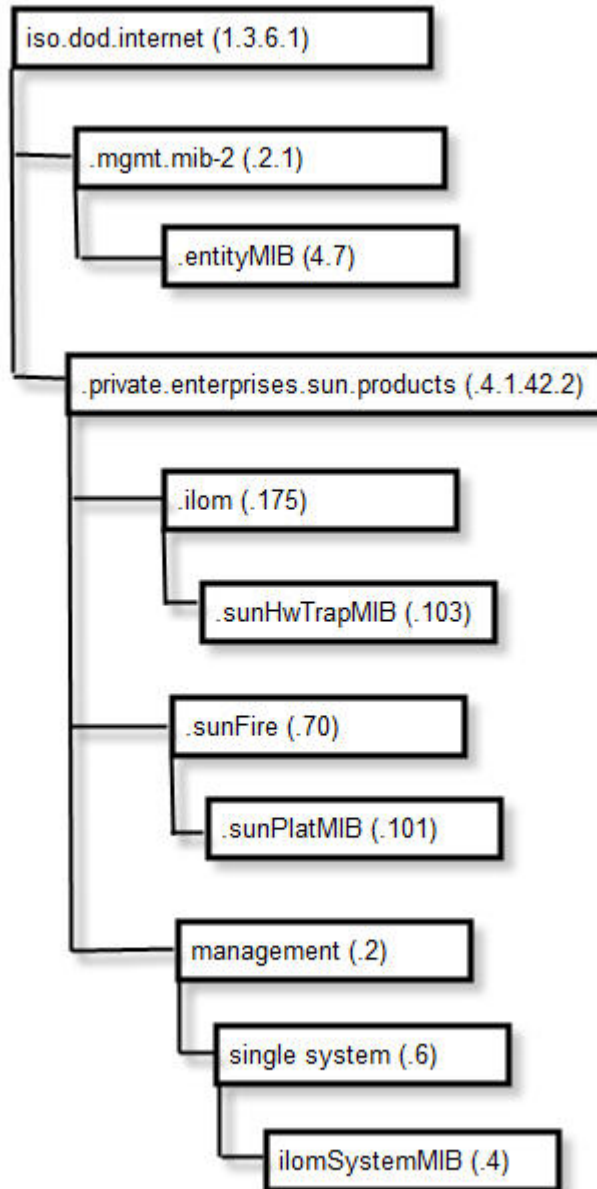 iso.dod.internet (1.3.6.1)
.mgmt.mib-2 (.2.1)
.entityMIB (4.7)
.private.enterprises.sun.products (.4.1.42.2)
.ilom (.175)
.sunHwTrapMIB (.103)
.sunFire (.70)
.sunPlatMIB (.101)
management (.2)
single system (.6)
ilomSystemMIB (.4)